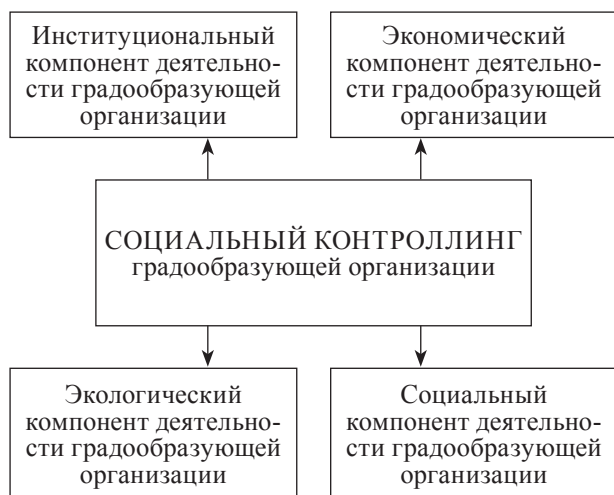 Институциональный
компонент деятельно-
сти градообразующей
организации
Экономический
компонент деятельно-
сти градообразующей
организации
СОЦИАЛЬНЫЙ КОНТРОЛЛИНГ
градообразующей организации
Экологический
компонент деятельно-
сти градообразующей
организации
Социальный
компонент деятельно-
сти градообразующей
организации